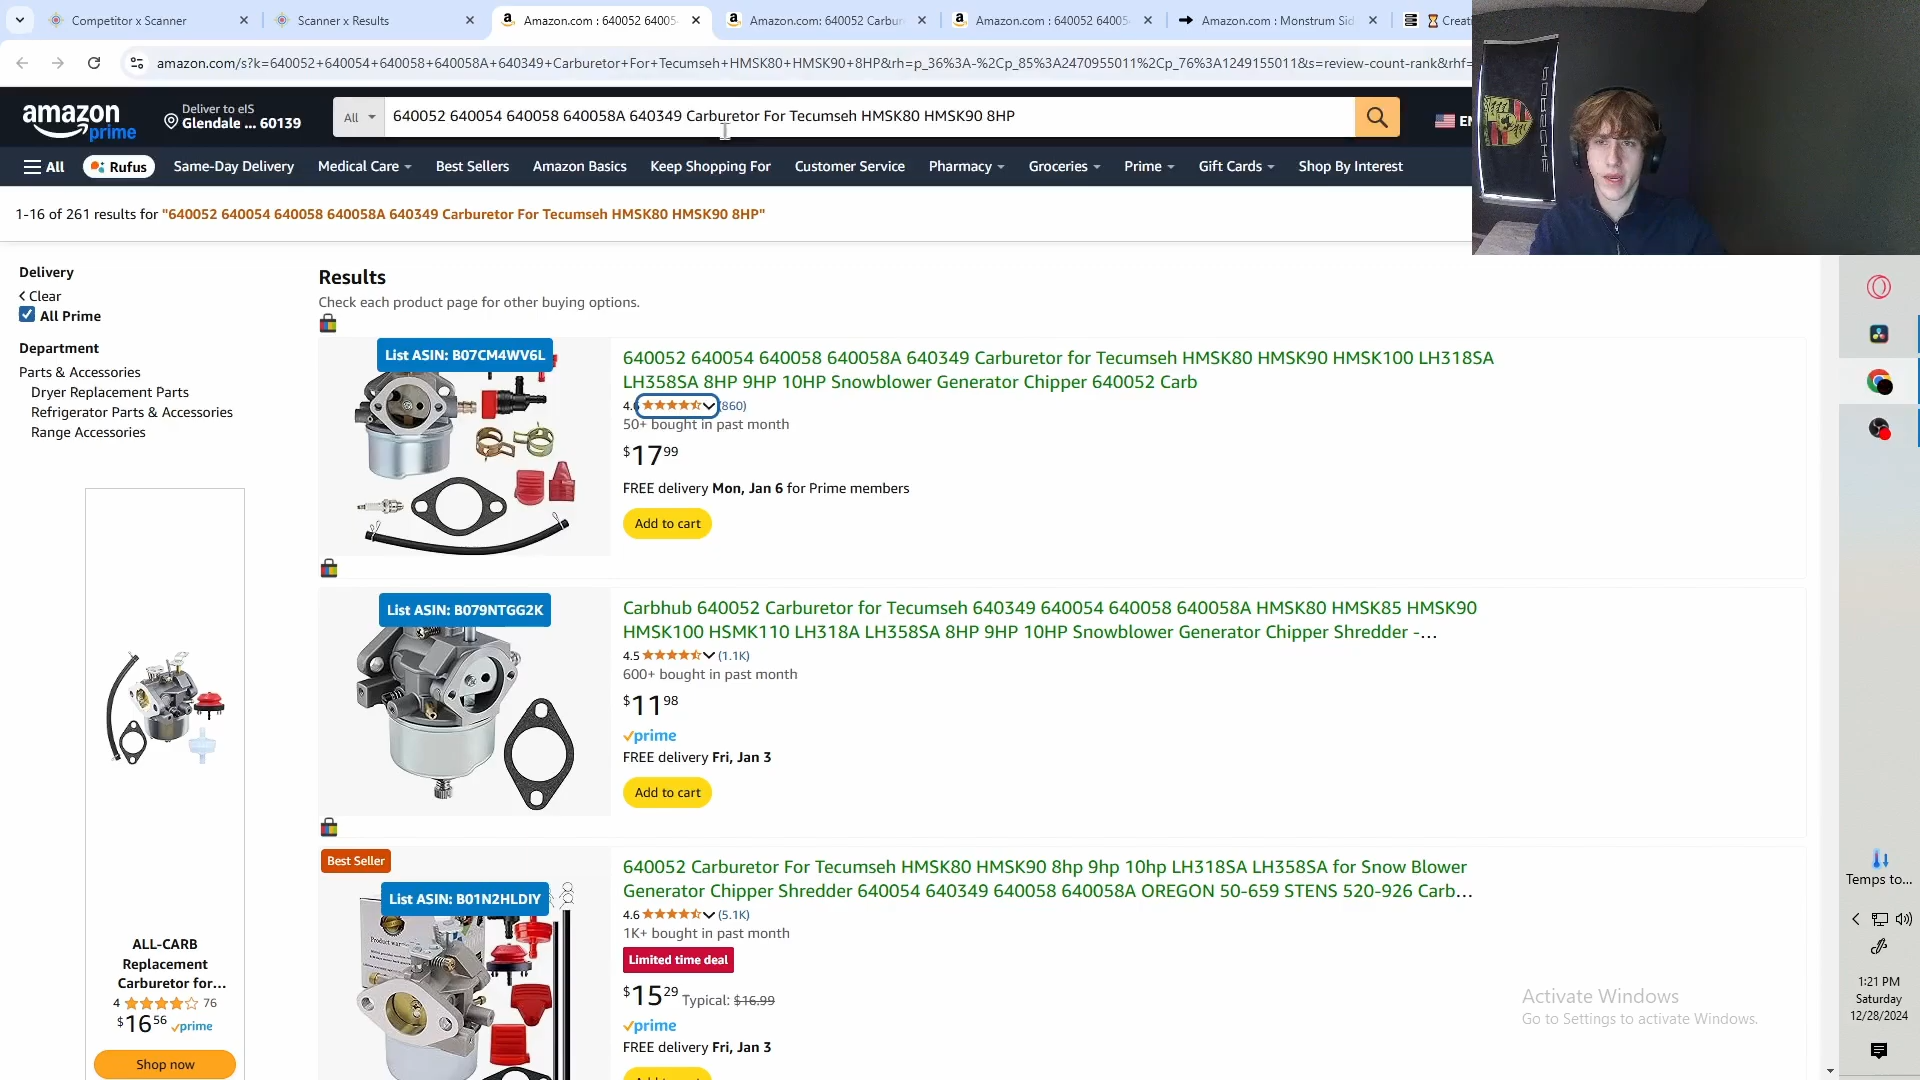 Competitor x Scanner
Scanner x Results
Amazon.com : 640052 64005
Amazon.com: 640052 Carbur
Amazon.com : 640052 64005
Amazon.com : Monstrum Sid
Creati
amazon.com/s?k=640052+640054+640058+640058A+640349+Carburetor+For+Tecumseh+HMSK80+HMSK90+8HP&rh=p_36%3A-%2Cp_85%3A2470955011%2Cp_76%3A1249155011&s=review-count-rank&rhf=
amazon
prime
Deliver to elS
Glendale ... 60139
All
640052 640054 640058 640058A 640349 Carburetor For Tecumseh HMSK80 HMSK90 8HP
EN
All
Rufus
Same-Day Delivery
Medical Care
Best Sellers
Amazon Basics
Keep Shopping For
Customer Service
Pharmacy
Groceries
Prime
Gift Cards
Shop By Interest
1-16 of 261 results for "640052 640054 640058 640058A 640349 Carburetor For Tecumseh HMSK80 HMSK90 8HP"
Delivery
Clear
All Prime
Department
Parts & Accessories
Dryer Replacement Parts
Refrigerator Parts & Accessories
Range Accessories
ALL-CARB
Replacement
Carburetor for...
4 76
$16 56 prime
Shop now
Results
Check each product page for other buying options.
List ASIN: B07CM4WV6L
640052 640054 640058 640058A 640349 Carburetor for Tecumseh HMSK80 HMSK90 HMSK100 LH318SA
LH358SA 8HP 9HP 10HP Snowblower Generator Chipper 640052 Carb
4.6 (860)
50+ bought in past month
$17 99
FREE delivery Mon, Jan 6 for Prime members
Add to cart
List ASIN: B079NTGG2K
Carbhub 640052 Carburetor for Tecumseh 640349 640054 640058 640058A HMSK80 HMSK85 HMSK90
HMSK100 HSMK110 LH318A LH358SA 8HP 9HP 10HP Snowblower Generator Chipper Shredder -...
4.5 (1.1K)
600+ bought in past month
$11 98
prime
FREE delivery Fri, Jan 3
Add to cart
Best Seller
List ASIN: B01N2HLDIY
640052 Carburetor For Tecumseh HMSK80 HMSK90 8hp 9hp 10hp LH318SA LH358SA for Snow Blower
Generator Chipper Shredder 640054 640349 640058 640058A OREGON 50-659 STENS 520-926 Carb...
4.6 (5.1K)
1K+ bought in past month
Limited time deal
$15 29 Typical: $16.99
prime
FREE delivery Fri, Jan 3
Activate Windows
Go to Settings to activate Windows.
PORSCHE
Temps to...
1:21 PM
Saturday
12/28/2024